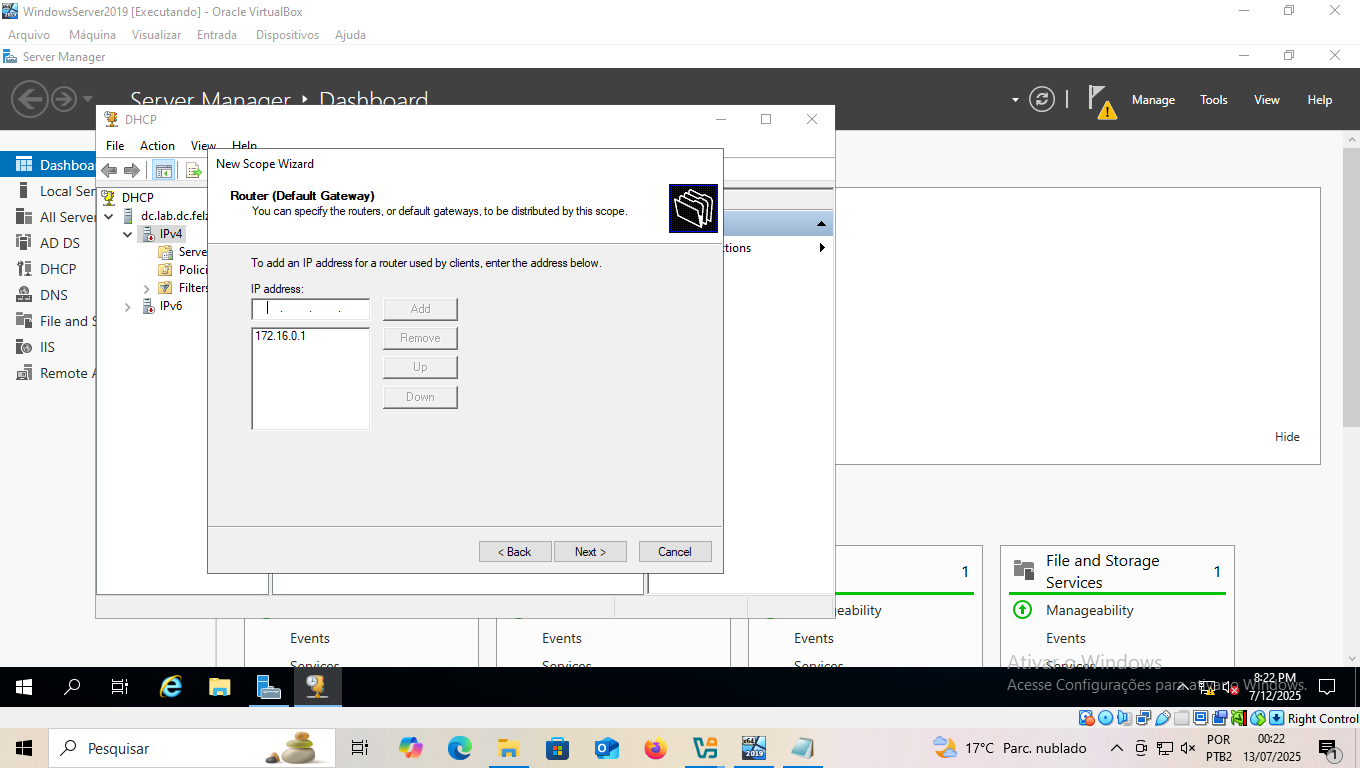 WindowsServer2019 [Executando] - Oracle VirtualBox
Arquivo Máquina Visualizar Entrada Dispositivos Ajuda
Server Manager
Server Manager Dashboard
Manage Tools View Help
DHCP
File Action View Help
Dashboa
Local Ser
All Server
AD DS
DHCP
DNS
File and S
IIS
Remote A
DHCP
dc.lab.dc.felz
IPv4
Serve
Polici
Filters
IPv6
ctions
New Scope Wizard
Router (Default Gateway)
You can specify the routers, or default gateways, to be distributed by this scope.
To add an IP address for a router used by clients, enter the address below.
IP address:
. . .
Add
172.16.0.1
Remove
Up
Down
< Back Next > Cancel
Hide
1
File and Storage
Services 1
eability
Manageability
Events Events Events Events
Services Services Services Services
Ativar o Windows
Acesse Configurações para ativar o Windows.
8:22 PM
7/12/2025
Right Control
Pesquisar
17°C Parc. nublado
POR
PTB2
00:22
13/07/2025
1